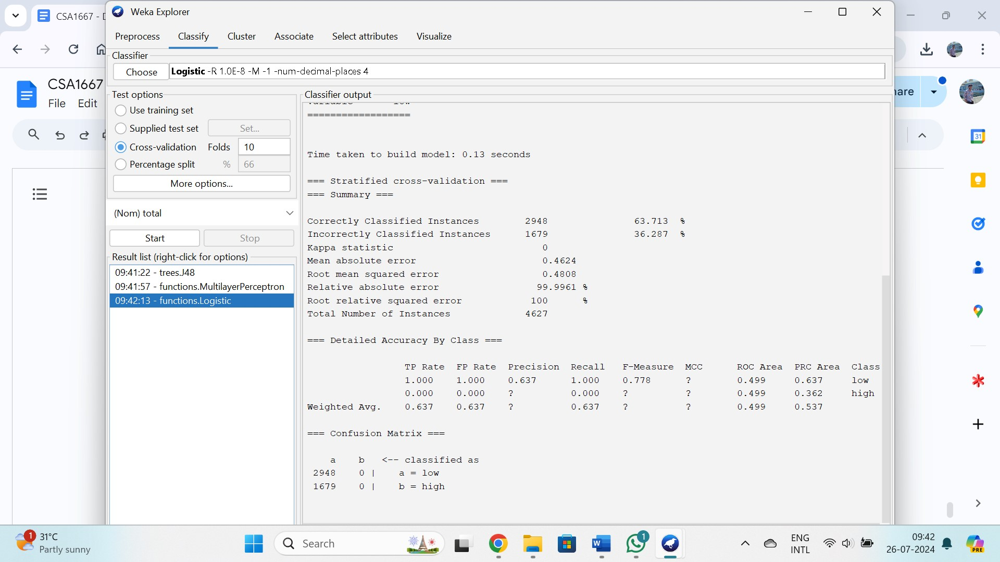 CSA1667 - D
Weka Explorer
Preprocess Classify Cluster Associate Select attributes Visualize
Classifier
Choose Logistic -R 1.0E-8 -M -1 -num-decimal-places 4
CSA1667
File Edit
are
31
Test options
Use training set
Supplied test set Set...
Cross-validation Folds 10
Percentage split % 66
More options...
(Nom) total
Start Stop
Result list (right-click for options)
09:41:22 - trees.J48
09:41:57 - functions.MultilayerPerceptron
09:42:13 - functions.Logistic
Classifier output
Variable low
==================
Time taken to build model: 0.13 seconds
=== Stratified cross-validation ===
=== Summary ===
Correctly Classified Instances 2948 63.713 %
Incorrectly Classified Instances 1679 36.287 %
Kappa statistic 0
Mean absolute error 0.4624
Root mean squared error 0.4808
Relative absolute error 99.9961 %
Root relative squared error 100 %
Total Number of Instances 4627
=== Detailed Accuracy By Class ===
TP Rate FP Rate Precision Recall F-Measure MCC ROC Area PRC Area Class
1.000 1.000 0.637 1.000 0.778 ? 0.499 0.637 low
0.000 0.000 ? 0.000 ? ? 0.499 0.362 high
Weighted Avg. 0.637 0.637 ? 0.637 ? ? 0.499 0.537
=== Confusion Matrix ===
a b <-- classified as
2948 0 | a = low
1679 0 | b = high
1 31°C
Partly sunny
Search
W
1
ENG
INTL
09:42
26-07-2024
PRE